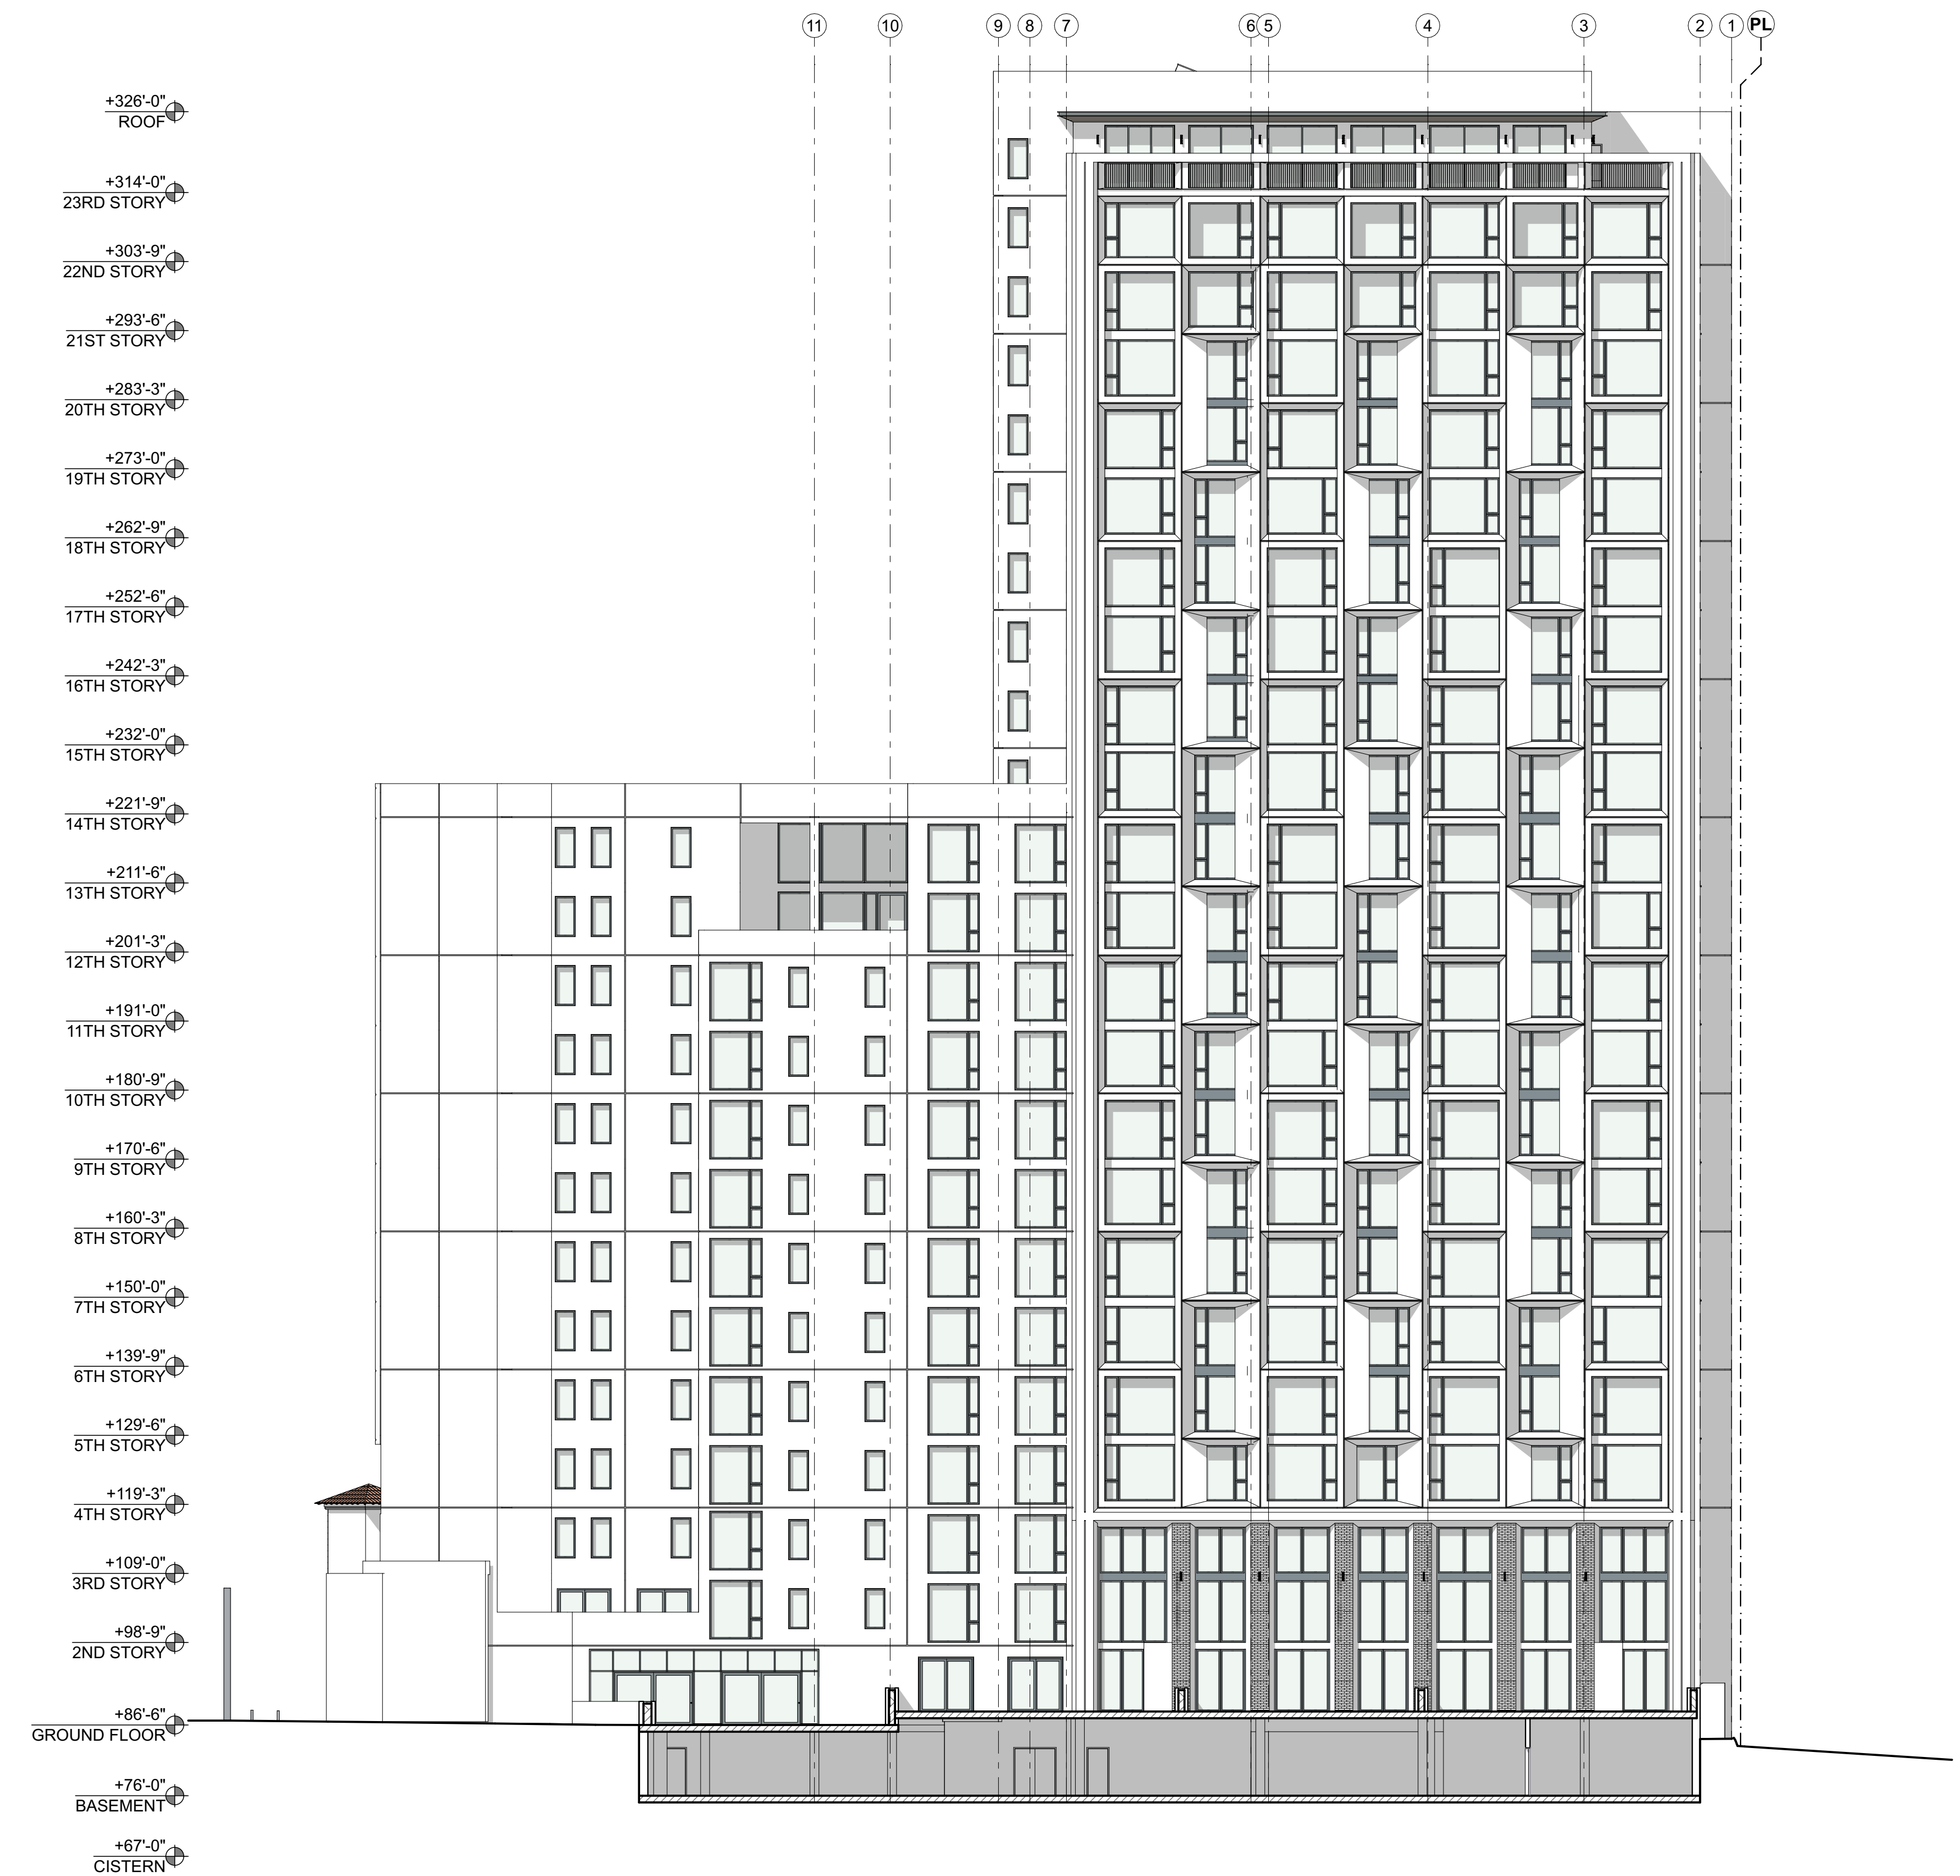 11 10 9 8 7 6 5 4 3 2 1 PL
+326'-0"
ROOF
+314'-0"
23RD STORY
+303'-9"
22ND STORY
+293'-6"
21ST STORY
+283'-3"
20TH STORY
+273'-0"
19TH STORY
+262'-9"
18TH STORY
+252'-6"
17TH STORY
+242'-3"
16TH STORY
+232'-0"
15TH STORY
+221'-9"
14TH STORY
+211'-6"
13TH STORY
+201'-3"
12TH STORY
+191'-0"
11TH STORY
+180'-9"
10TH STORY
+170'-6"
9TH STORY
+160'-3"
8TH STORY
+150'-0"
7TH STORY
+139'-9"
6TH STORY
+129'-6"
5TH STORY
+119'-3"
4TH STORY
+109'-0"
3RD STORY
+98'-9"
2ND STORY
+86'-6"
GROUND FLOOR
+76'-0"
BASEMENT
+67'-0"
CISTERN